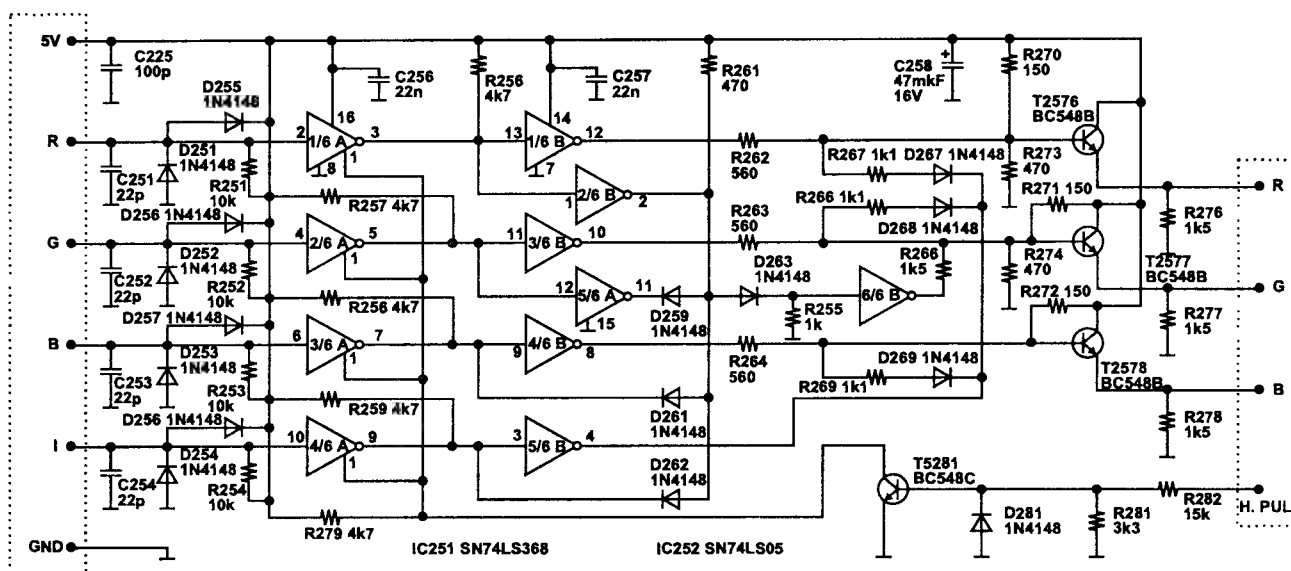 5V
C225
100p
D255
1N4148
16
C256
22n
R256
4k7
14
C257
22n
R261
470
C258
47mkF
16V
+
R270
150
T2576
BC548B
R
2
1/6 A
3
1
8
13
1/6 B
12
7
R262
560
R267 1k1
D267 1N4148
R273
470
C251
22p
D251
1N4148
R251
10k
R257 4k7
1
2/6 B
2
R266 1k1
D268 1N4148
R271 150
R
R276
1k5
D256 1N4148
G
4
2/6 A
5
1
11
3/6 B
10
R263
560
C252
22p
D252
1N4148
R252
10k
R256 4k7
12
5/6 A
11
15
D259
1N4148
D263
1N4148
R255
1k
6/6 B
R266
1k5
R274
470
R272 150
T2577
BC548B
G
R277
1k5
D257 1N4148
B
6
3/6 A
7
1
9
4/6 B
8
R264
560
D269 1N4148
R269 1k1
T2578
BC548B
B
C253
22p
D253
1N4148
R253
10k
R259 4k7
D261
1N4148
R278
1k5
D256 1N4148
I
10
4/6 A
9
1
3
5/6 B
4
C254
22p
D254
1N4148
R254
10k
D262
1N4148
T5281
BC548C
R279 4k7
D281
1N4148
R281
3k3
R282
15k
H. PUL
GND
IC251 SN74LS368
IC252 SN74LS05